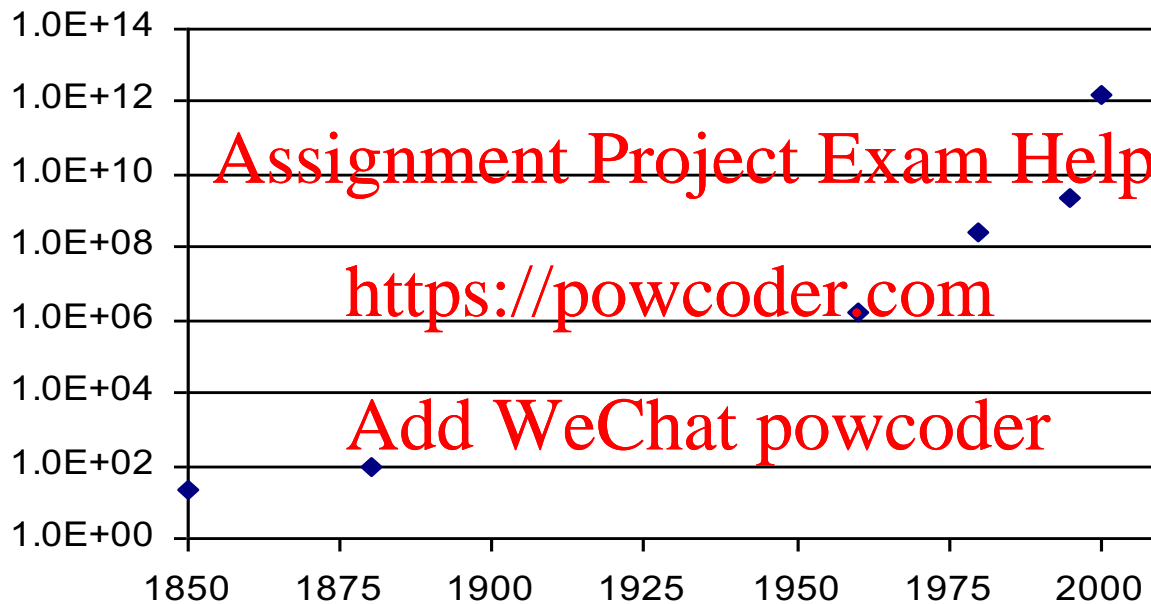 1.0E+14
1.0E+12
Assignment Project Exam Help
1.0E+10
1.0E+08
https://powcoder.com
1.0E+06
1.0E+04
Add WeChat powcoder
1.0E+02
1.0E+00
1850 1875 1900 1925 1950 1975 2000